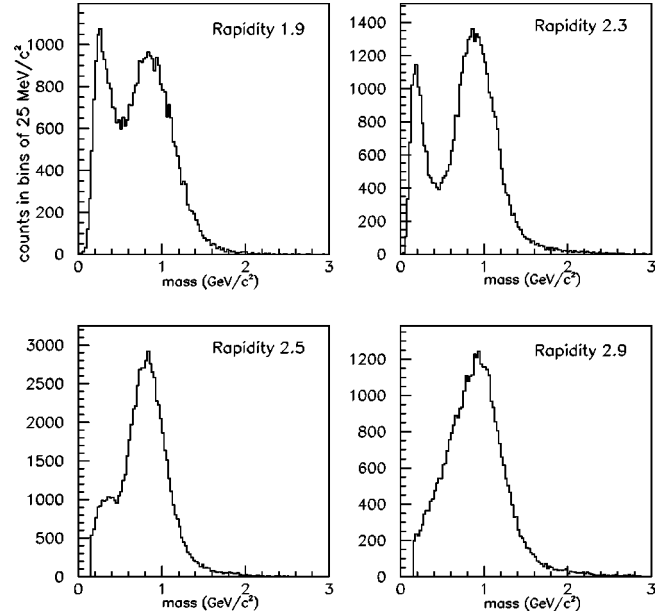 counts in bins of 25 MeV/c²
Rapidity 1.9
1000
800
600
400
200
0
0 1 2 3
mass (GeV/c²)
Rapidity 2.3
1400
1200
1000
800
600
400
200
0
0 1 2 3
mass (GeV/c²)
Rapidity 2.5
3000
2500
2000
1500
1000
500
0
0 1 2 3
mass (GeV/c²)
Rapidity 2.9
1200
1000
800
600
400
200
0
0 1 2 3
mass (GeV/c²)